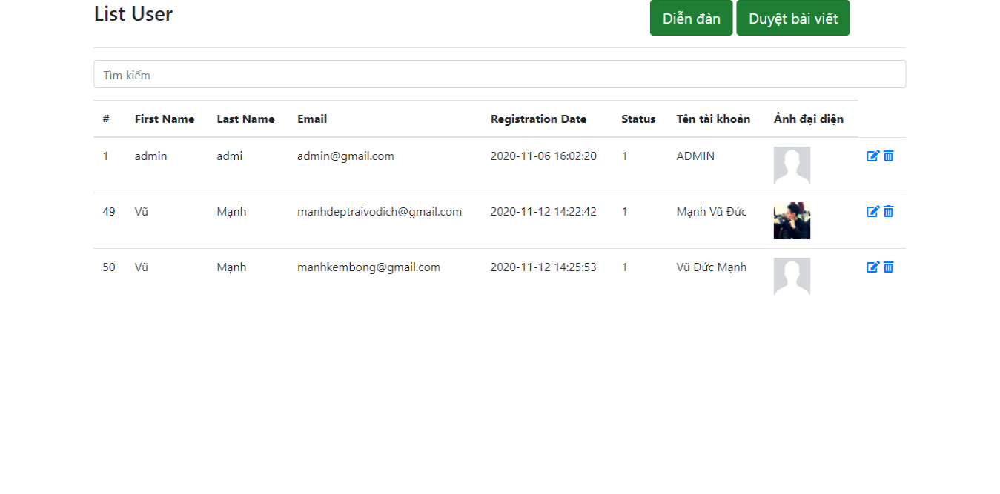 List User
Diễn đàn Duyệt bài viết
Tìm kiếm
# First Name Last Name Email Registration Date Status Tên tài khoản Ảnh đại diện
1 admin admi admin@gmail.com 2020-11-06 16:02:20 1 ADMIN
49 Vũ Mạnh manhdeptraivodich@gmail.com 2020-11-12 14:22:42 1 Mạnh Vũ Đức
50 Vũ Mạnh manhkembong@gmail.com 2020-11-12 14:25:53 1 Vũ Đức Mạnh